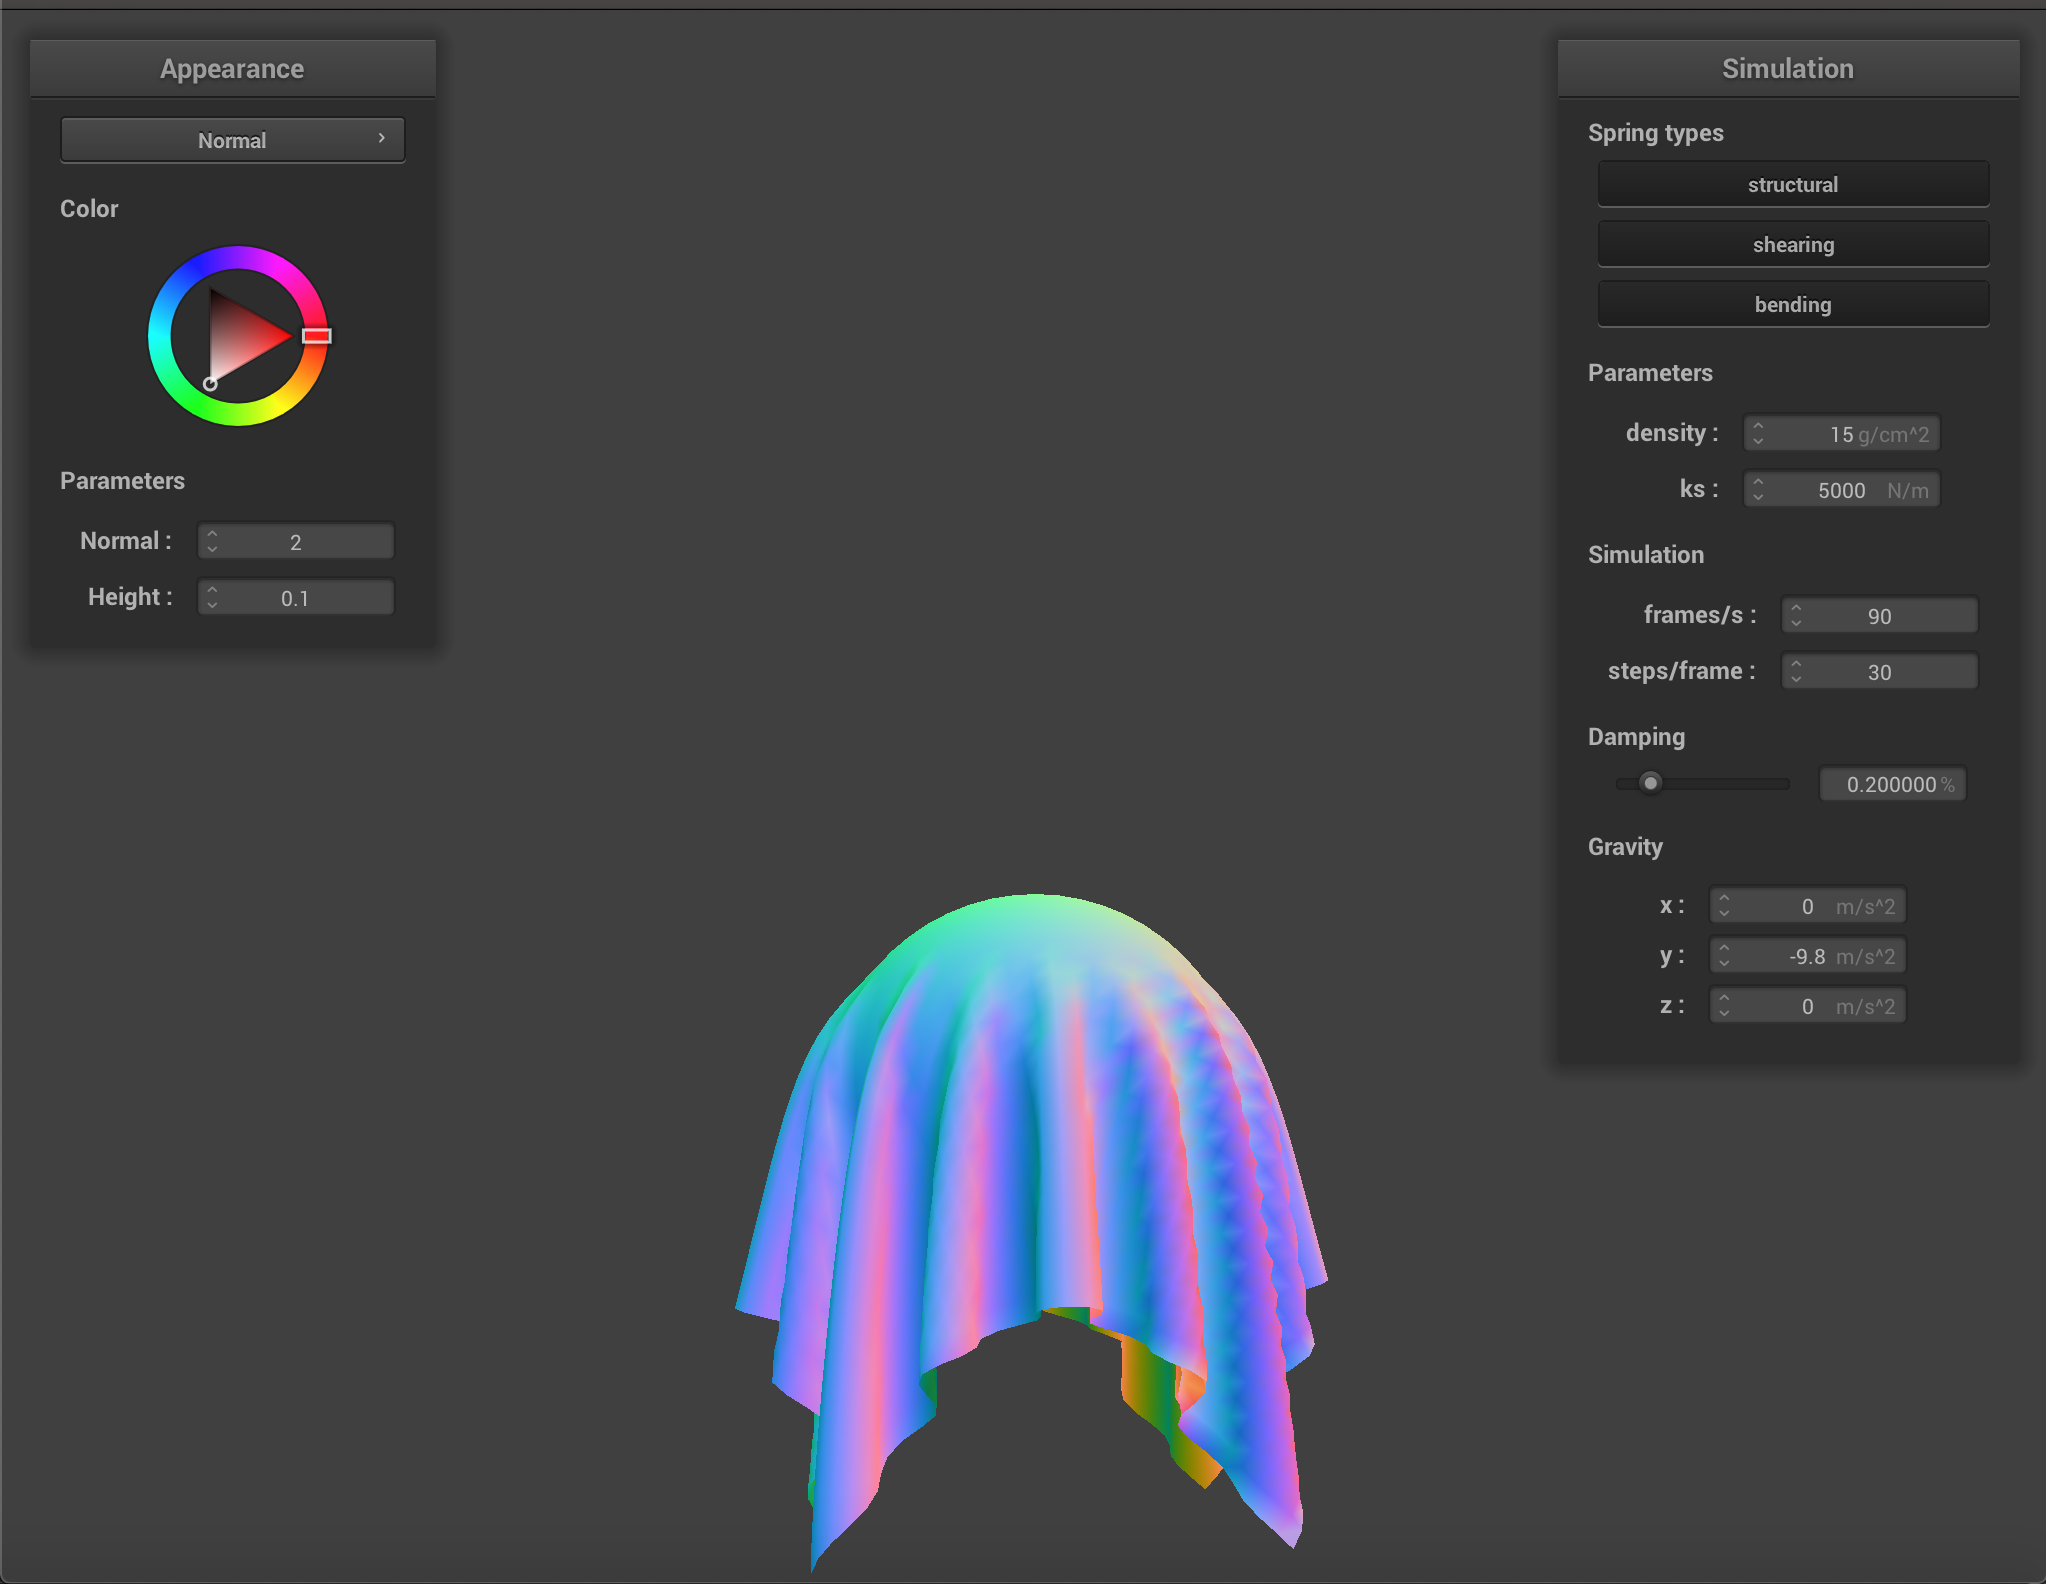 Appearance
Normal
Color
Parameters
Normal : 2
Height : 0.1
Simulation
Spring types
structural
shearing
bending
Parameters
density : 15 g/cm^2
ks : 5000 N/m
Simulation
frames/s : 90
steps/frame : 30
Damping
0.200000 %
Gravity
x : 0 m/s^2
y : -9.8 m/s^2
z : 0 m/s^2